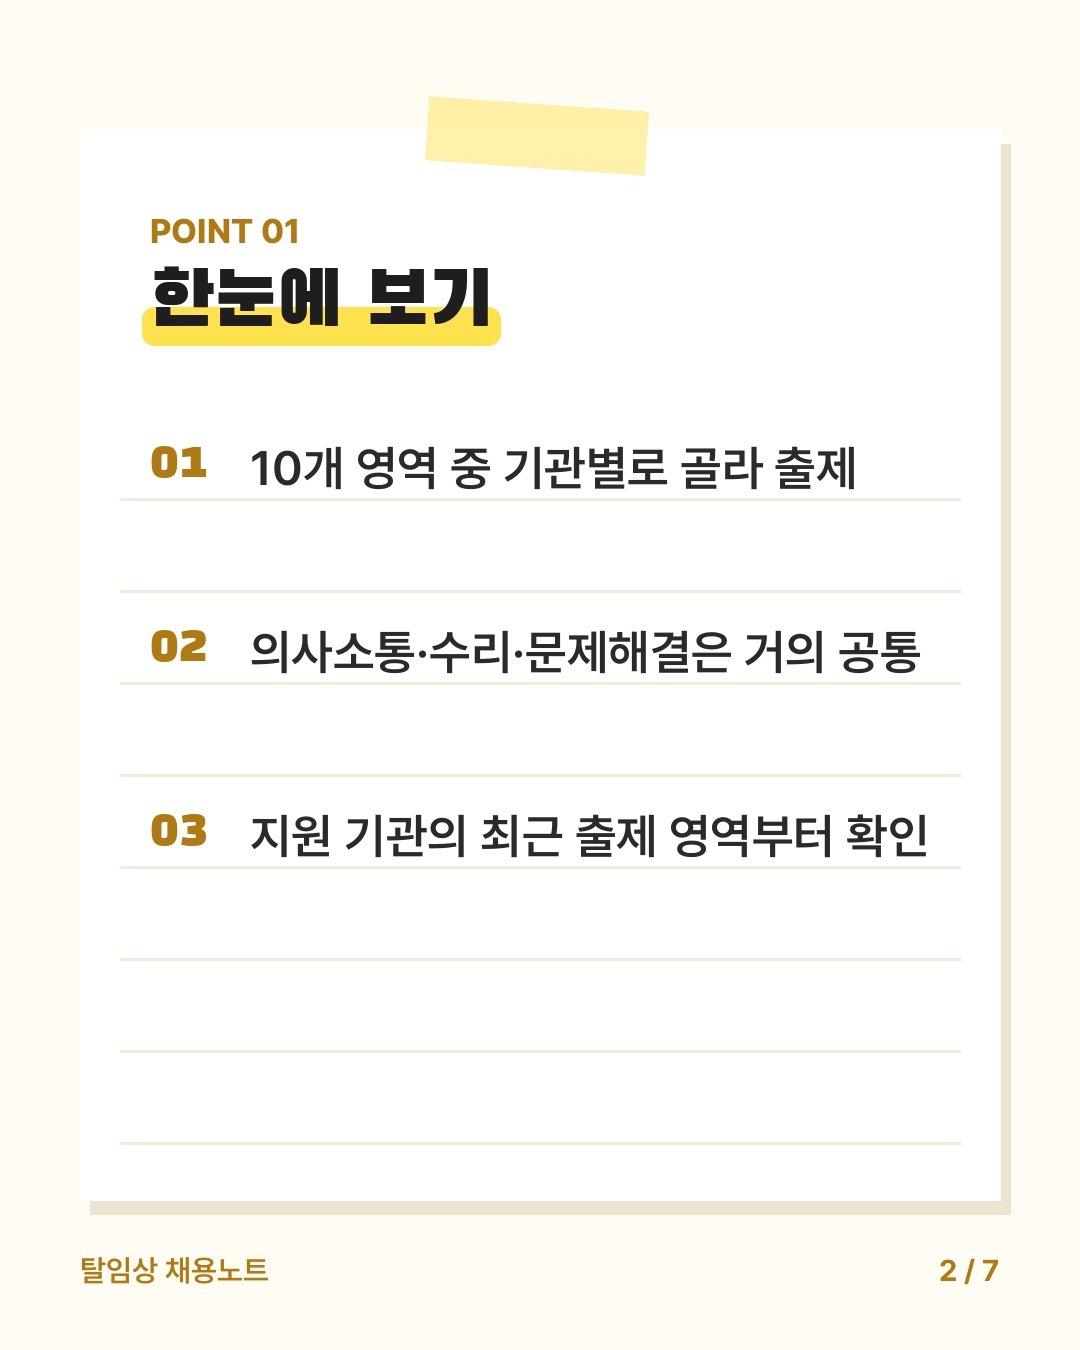 POINT 01
한눈에 보기
01 10개 영역 중 기관별로 골라 출제
02 의사소통·수리·문제해결은 거의 공통
03 지원 기관의 최근 출제 영역부터 확인
탈임상 채용노트
2 / 7